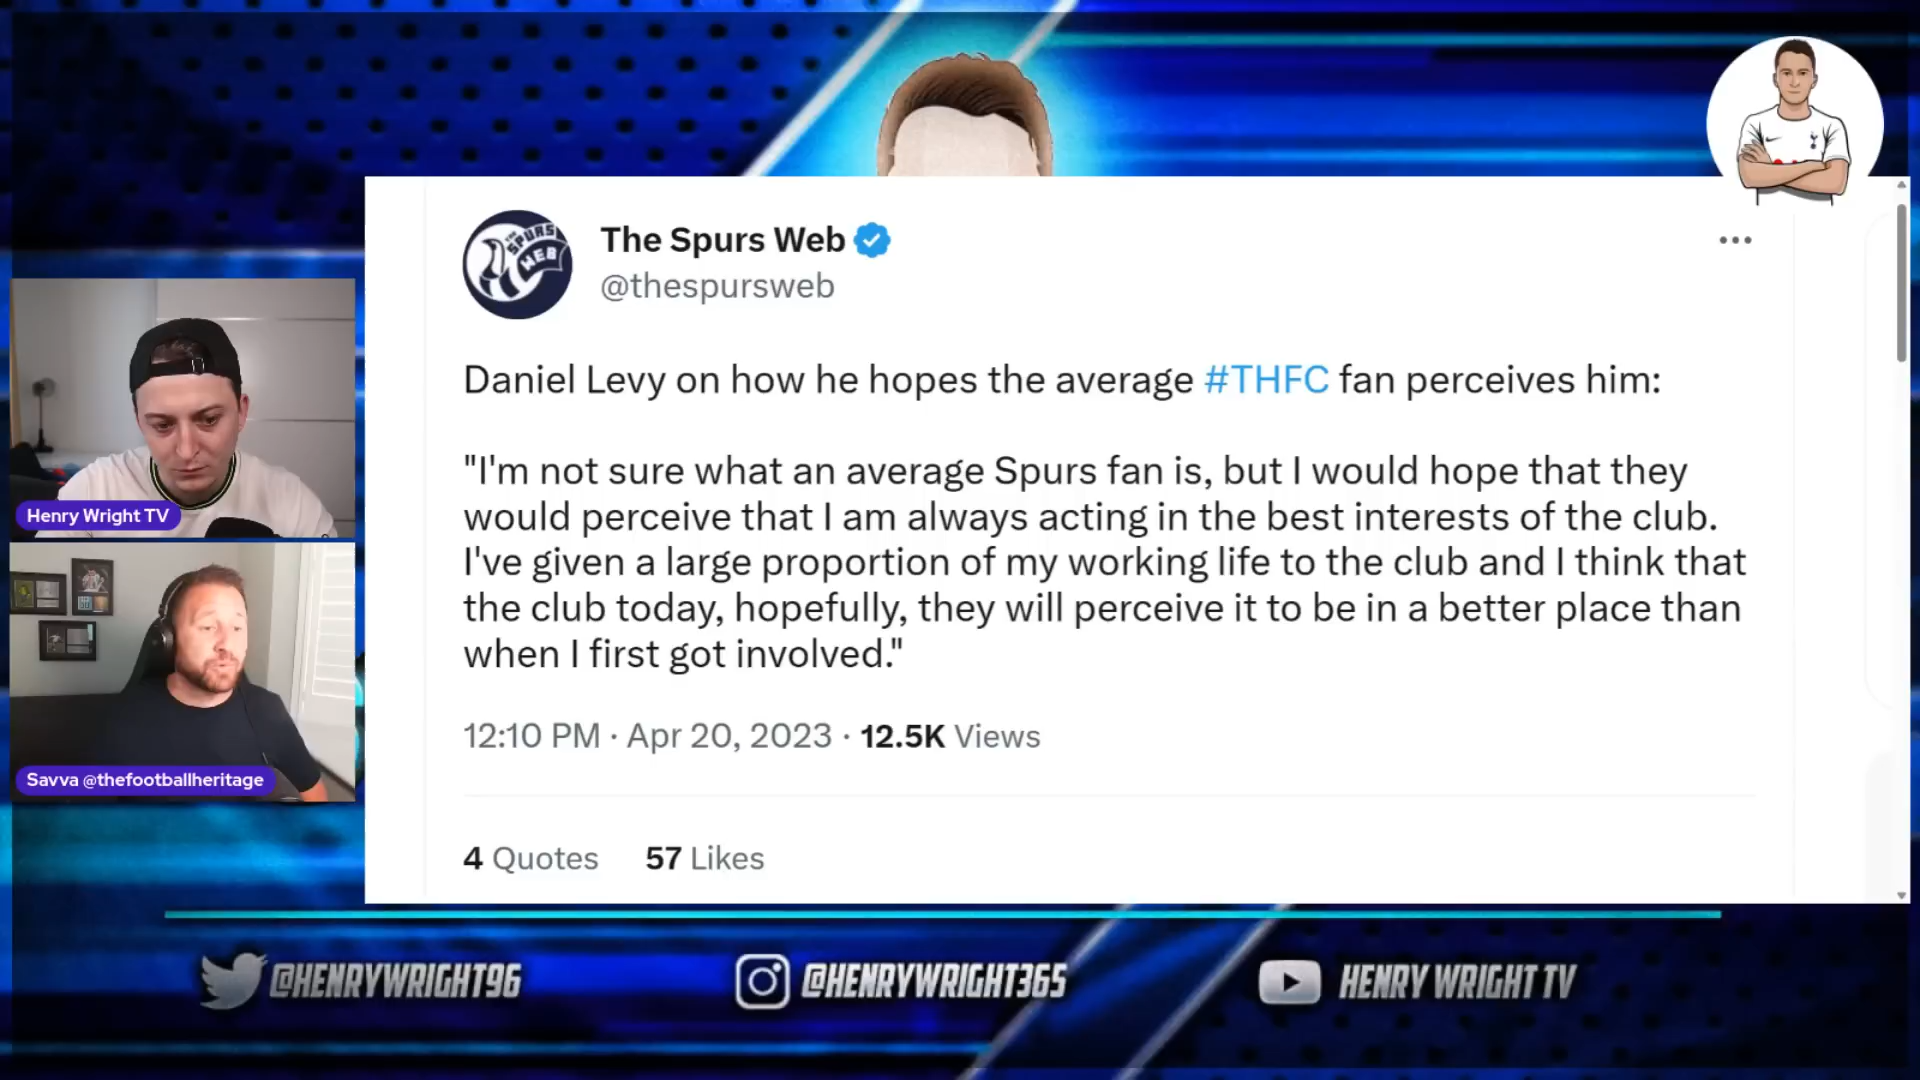 THE SPURS WEB
The Spurs Web
@thespursweb
Daniel Levy on how he hopes the average #THFC fan perceives him:
"I'm not sure what an average Spurs fan is, but I would hope that they
would perceive that I am always acting in the best interests of the club.
I've given a large proportion of my working life to the club and I think that
the club today, hopefully, they will perceive it to be in a better place than
when I first got involved."
12:10 PM · Apr 20, 2023 · 12.5K Views
4 Quotes 57 Likes
Henry Wright TV
Savva @thefootballheritage
@HENRYWRIGHT96
@HENRYWRIGHT365
HENRY WRIGHT TV